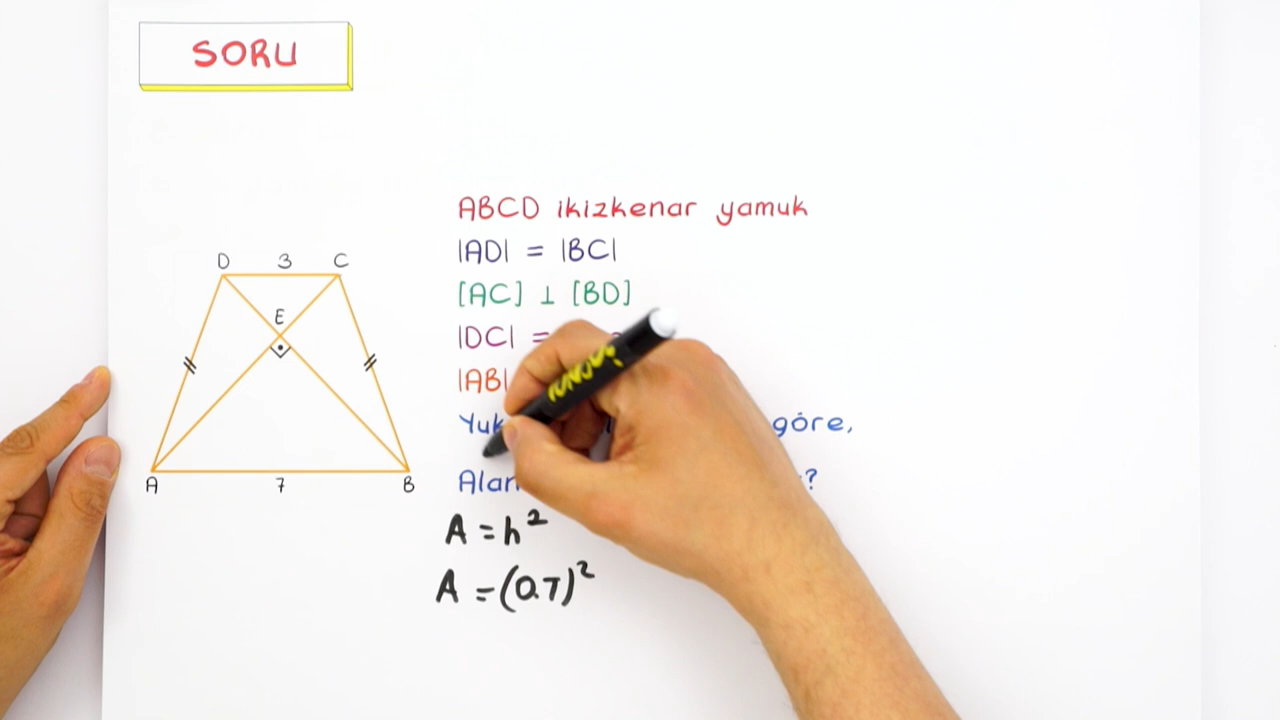 SORU
ABCD ikizkenar yamuk
|AD| = |BC|
[AC] ⊥ [BD]
|DC| =
|AB|
göre,
?
D 3 C
E
A 7 B
A = h²
A = (0.7)²